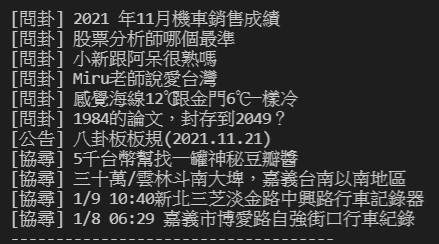 [問卦] 2021 年11月機車銷售成績
[問卦] 股票分析師哪個最準
[問卦] 小新跟阿呆很熟嗎
[問卦] Miru老師說愛台灣
[問卦] 感覺海線12℃跟金門6℃一樣冷
[問卦] 1984的論文，封存到2049？
[公告] 八卦板板規(2021.11.21)
[協尋] 5千台幣幫找一罐神秘豆瓣醬
[協尋] 三十萬/雲林斗南大埤，嘉義台南以南地區
[協尋] 1/9 10:40新北三芝淡金路中興路行車記錄器
[協尋] 1/8 06:29 嘉義市博愛路自強街口行車紀錄